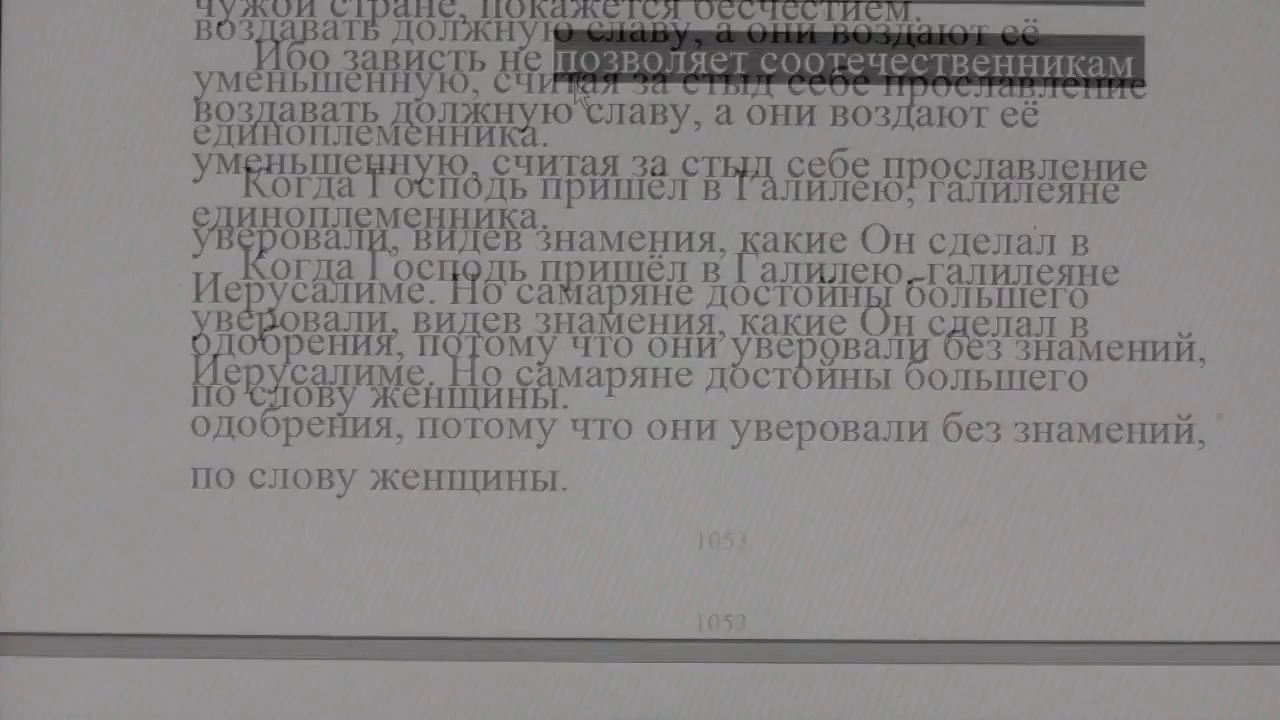 чужой стране, покажется бесчестием.
воздавать должную славу, а они воздают её
Ибо зависть не позволяет соотечественникам
уменьшенную, считая за стыд себе прославление
воздавать должную славу, а они воздают её
единоплеменника.
уменьшенную, считая за стыд себе прославление
Когда Господь пришёл в Галилею, галилеяне
единоплеменника.
уверовали, видев знамения, какие Он сделал в
Когда Господь пришёл в Галилею, галилеяне
Иерусалиме. Но самаряне достойны большего
уверовали, видев знамения, какие Он сделал в
одобрения, потому что они уверовали без знамений,
Иерусалиме. Но самаряне достойны большего
по слову женщины.
одобрения, потому что они уверовали без знамений,
по слову женщины.
1053
1053